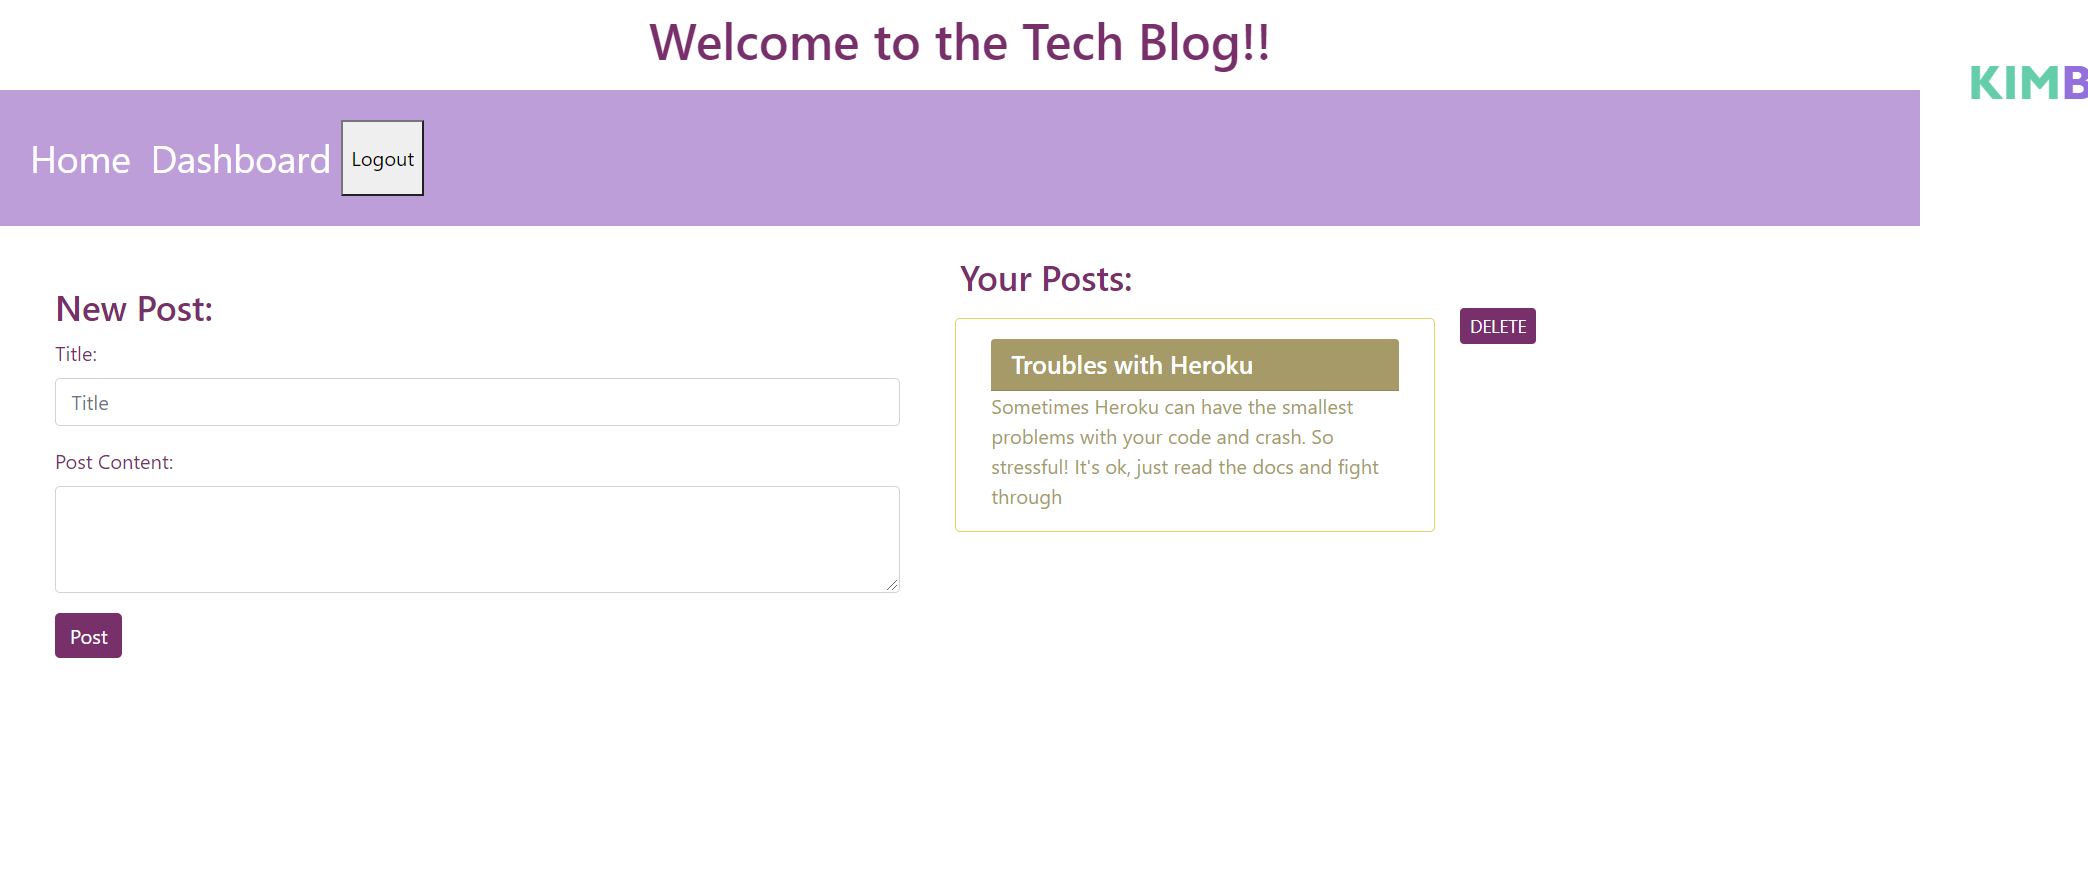 Welcome to the Tech Blog!!
KIMB
Home Dashboard Logout
New Post:
Title:
Title
Post Content:
Post
Your Posts:
DELETE
Troubles with Heroku
Sometimes Heroku can have the smallest
problems with your code and crash. So
stressful! It's ok, just read the docs and fight
through